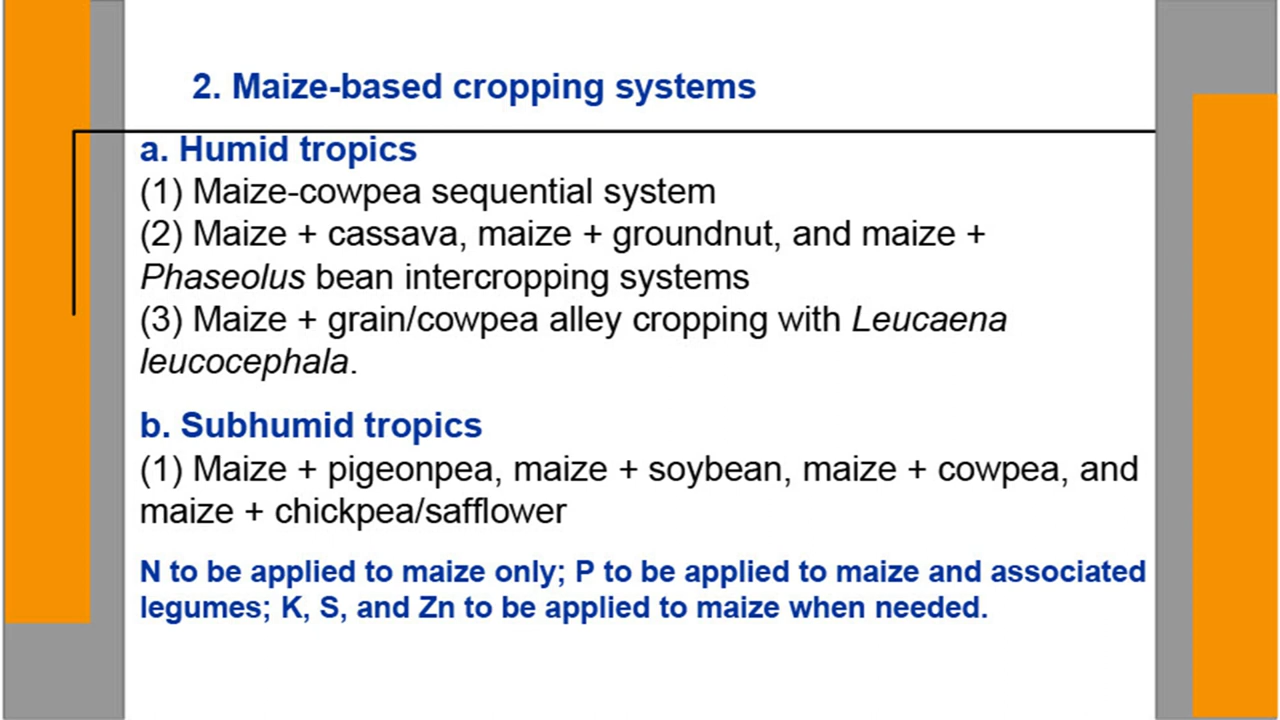 2. Maize-based cropping systems
a. Humid tropics
(1) Maize-cowpea sequential system
(2) Maize + cassava, maize + groundnut, and maize +
Phaseolus bean intercropping systems
(3) Maize + grain/cowpea alley cropping with Leucaena
leucocephala.
b. Subhumid tropics
(1) Maize + pigeonpea, maize + soybean, maize + cowpea, and
maize + chickpea/safflower
N to be applied to maize only; P to be applied to maize and associated
legumes; K, S, and Zn to be applied to maize when needed.